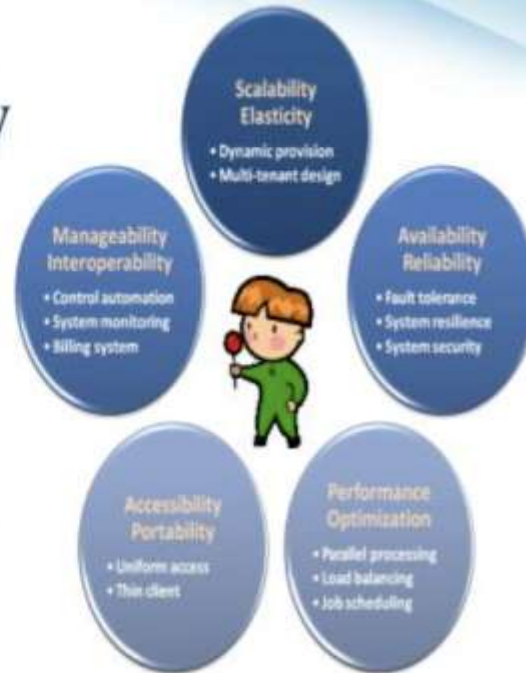 y
Scalability
Elasticity
• Dynamic provision
• Multi-tenant design
Manageability
Interoperability
• Control automation
• System monitoring
• Billing system
Availability
Reliability
• Fault tolerance
• System resilience
• System security
Accessibility
Portability
• Uniform access
• Thin client
Performance
Optimization
• Parallel processing
• Load balancing
• Job scheduling